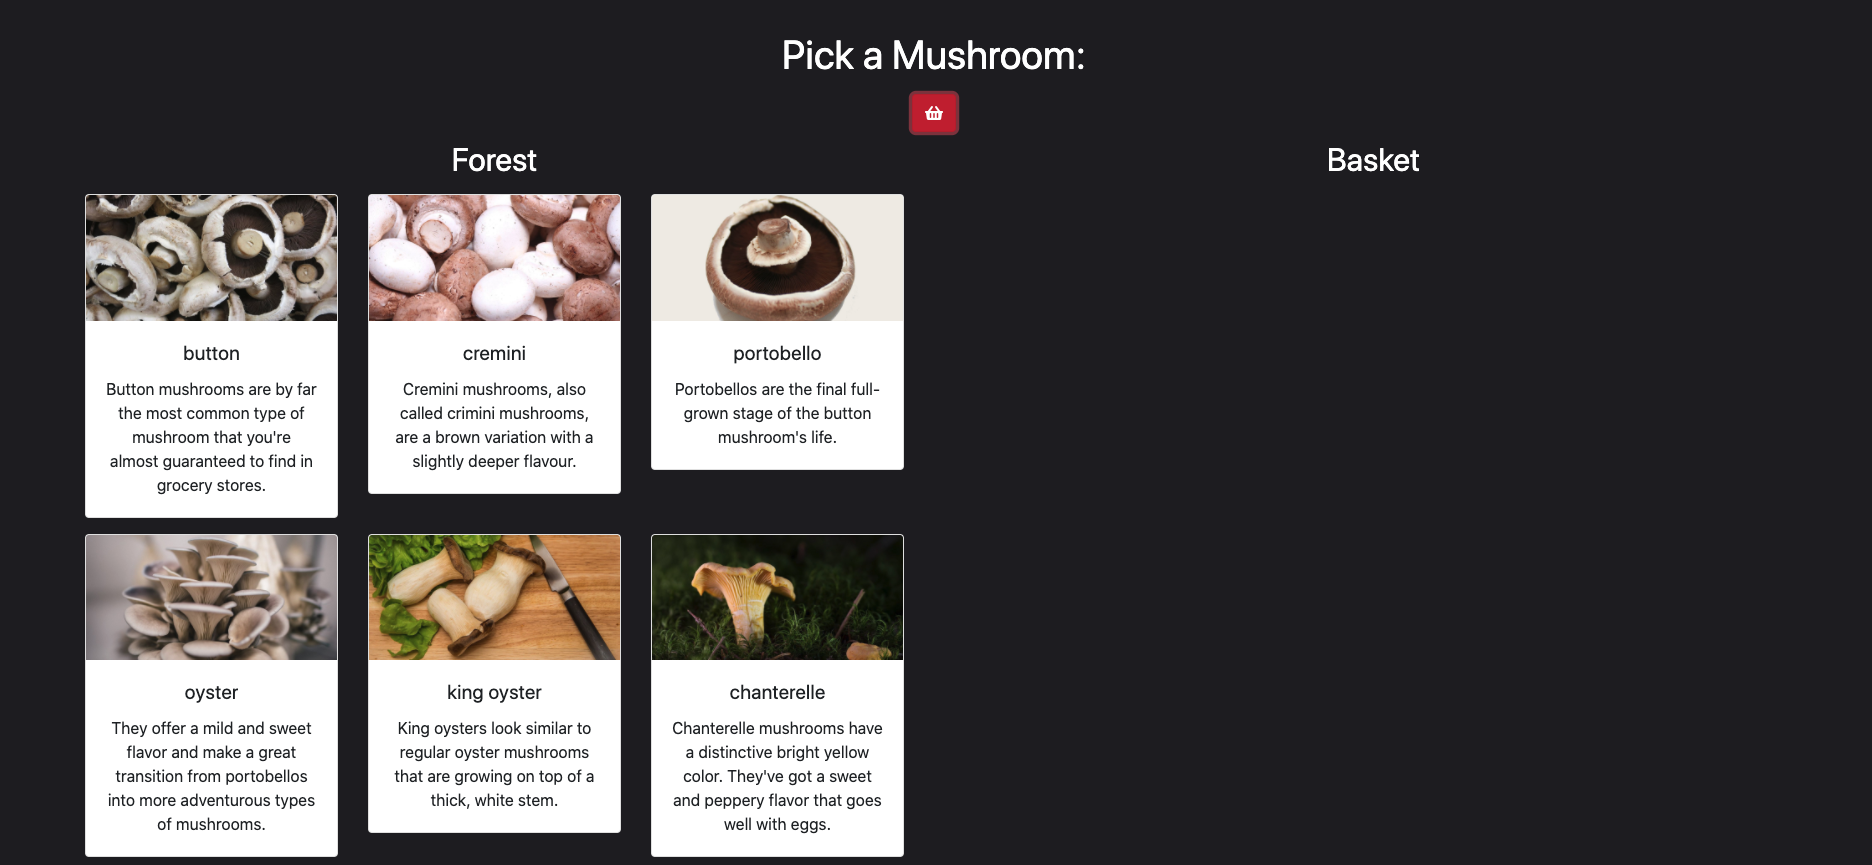 Pick a Mushroom:
Forest
Basket
button
Button mushrooms are by far
the most common type of
mushroom that you're
almost guaranteed to find in
grocery stores.
cremini
Cremini mushrooms, also
called crimini mushrooms,
are a brown variation with a
slightly deeper flavour.
portobello
Portobellos are the final full-
grown stage of the button
mushroom's life.
oyster
They offer a mild and sweet
flavor and make a great
transition from portobellos
into more adventurous types
of mushrooms.
king oyster
King oysters look similar to
regular oyster mushrooms
that are growing on top of a
thick, white stem.
chanterelle
Chanterelle mushrooms have
a distinctive bright yellow
color. They've got a sweet
and peppery flavor that goes
well with eggs.